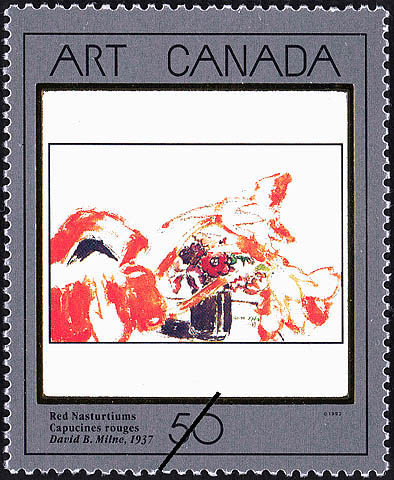 ART CANADA
Red Nasturtiums
Capucines rouges
David B. Milne, 1937
50
©1992